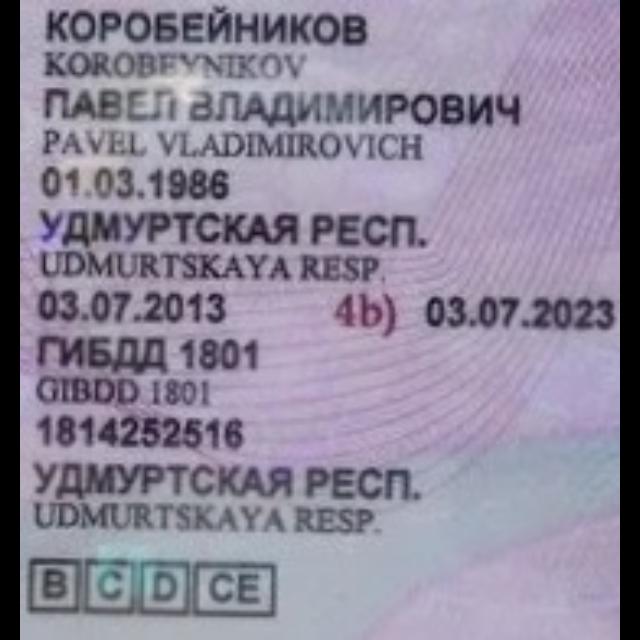 КОРОБЕЙНИКОВ
KOROBEYNIKOV
ПАВЕЛ ВЛАДИМИРОВИЧ
PAVEL VLADIMIROVICH
01.03.1986
УДМУРТСКАЯ РЕСП.
UDMURTSKAYA RESP.
03.07.2013 4b) 03.07.2023
ГИБДД 1801
GIBDD 1801
1814252516
УДМУРТСКАЯ РЕСП.
UDMURTSKAYA RESP.
B C D CE